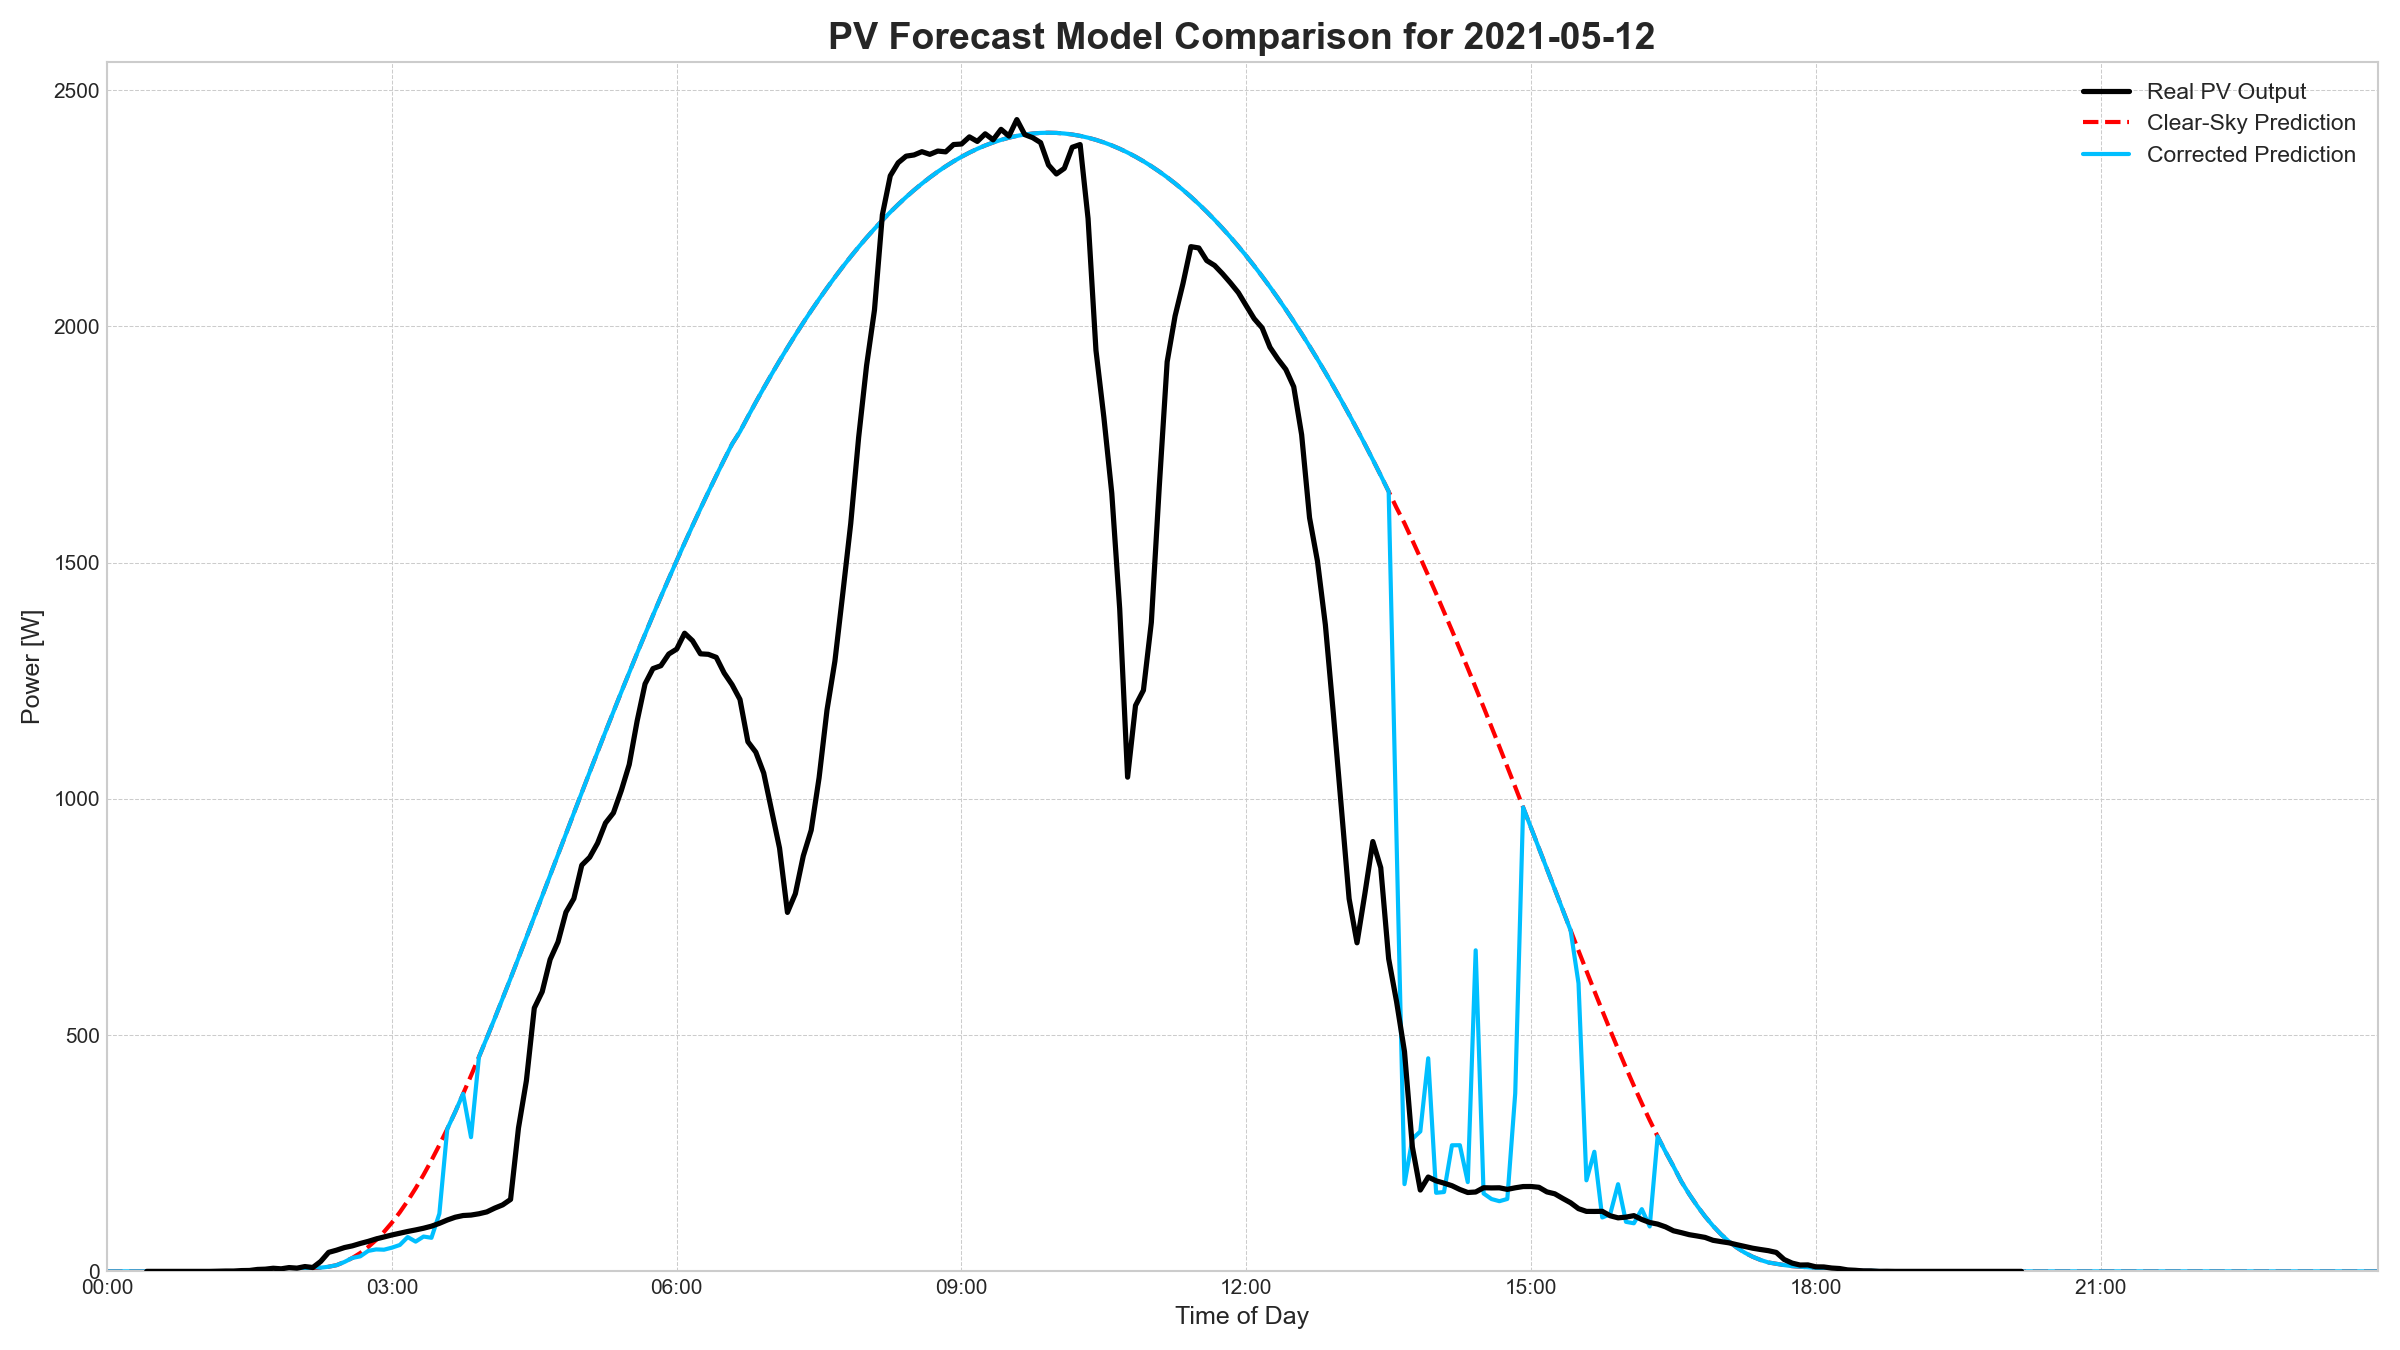 PV Forecast Model Comparison for 2021-05-12
Real PV Output
Clear-Sky Prediction
Corrected Prediction
Power [W]
2500
2000
1500
1000
500
0
00:00
03:00
06:00
09:00
12:00
15:00
18:00
21:00
Time of Day